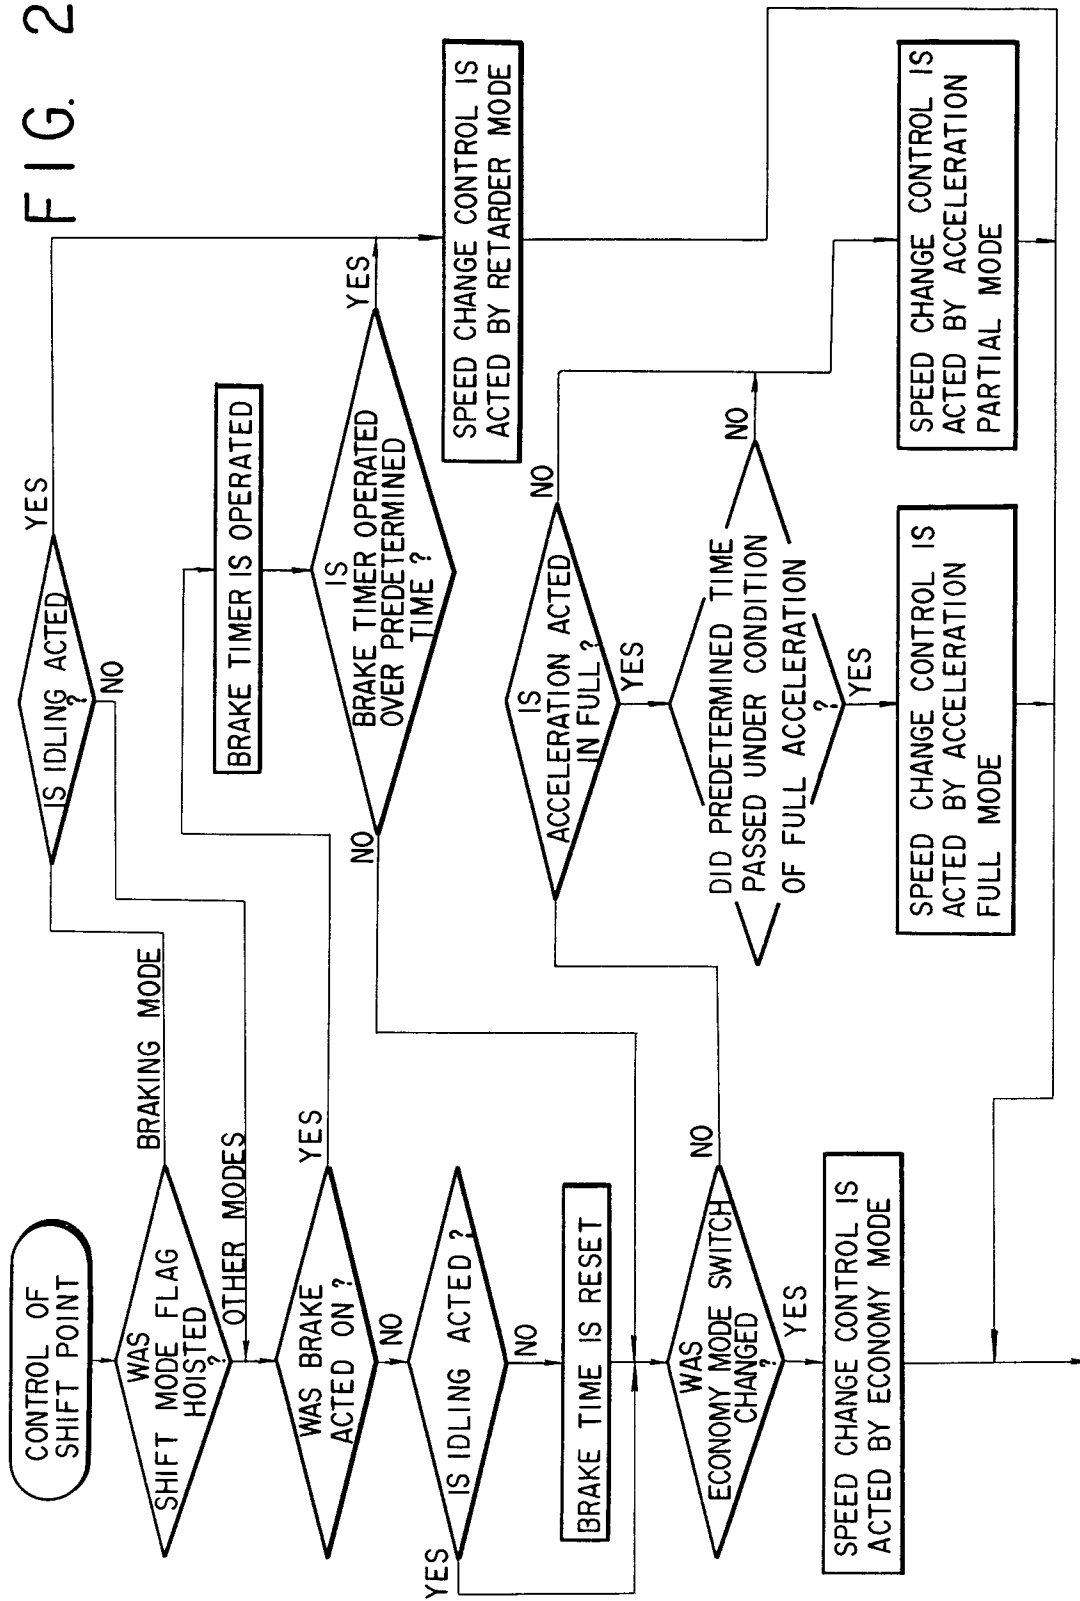 FIG. 2
CONTROL OF
SHIFT POINT
WAS
SHIFT MODE FLAG
HOISTED
?
BRAKING MODE
OTHER MODES
IS IDLING ACTED
?
YES
NO
WAS BRAKE
ACTED ON ?
YES
NO
BRAKE TIMER IS OPERATED
IS
BRAKE TIMER OPERATED
OVER PREDETERMINED
TIME ?
YES
NO
SPEED CHANGE CONTROL IS
ACTED BY RETARDER MODE
IS IDLING ACTED ?
YES
NO
BRAKE TIME IS RESET
WAS
ECONOMY MODE SWITCH
CHANGED
?
NO
YES
IS
ACCELERATION ACTED
IN FULL ?
NO
YES
DID PREDETERMINED TIME
PASSED UNDER CONDITION
OF FULL ACCELERATION
?
NO
YES
SPEED CHANGE CONTROL IS
ACTED BY ECONOMY MODE
SPEED CHANGE CONTROL IS
ACTED BY ACCELERATION
FULL MODE
SPEED CHANGE CONTROL IS
ACTED BY ACCELERATION
PARTIAL MODE